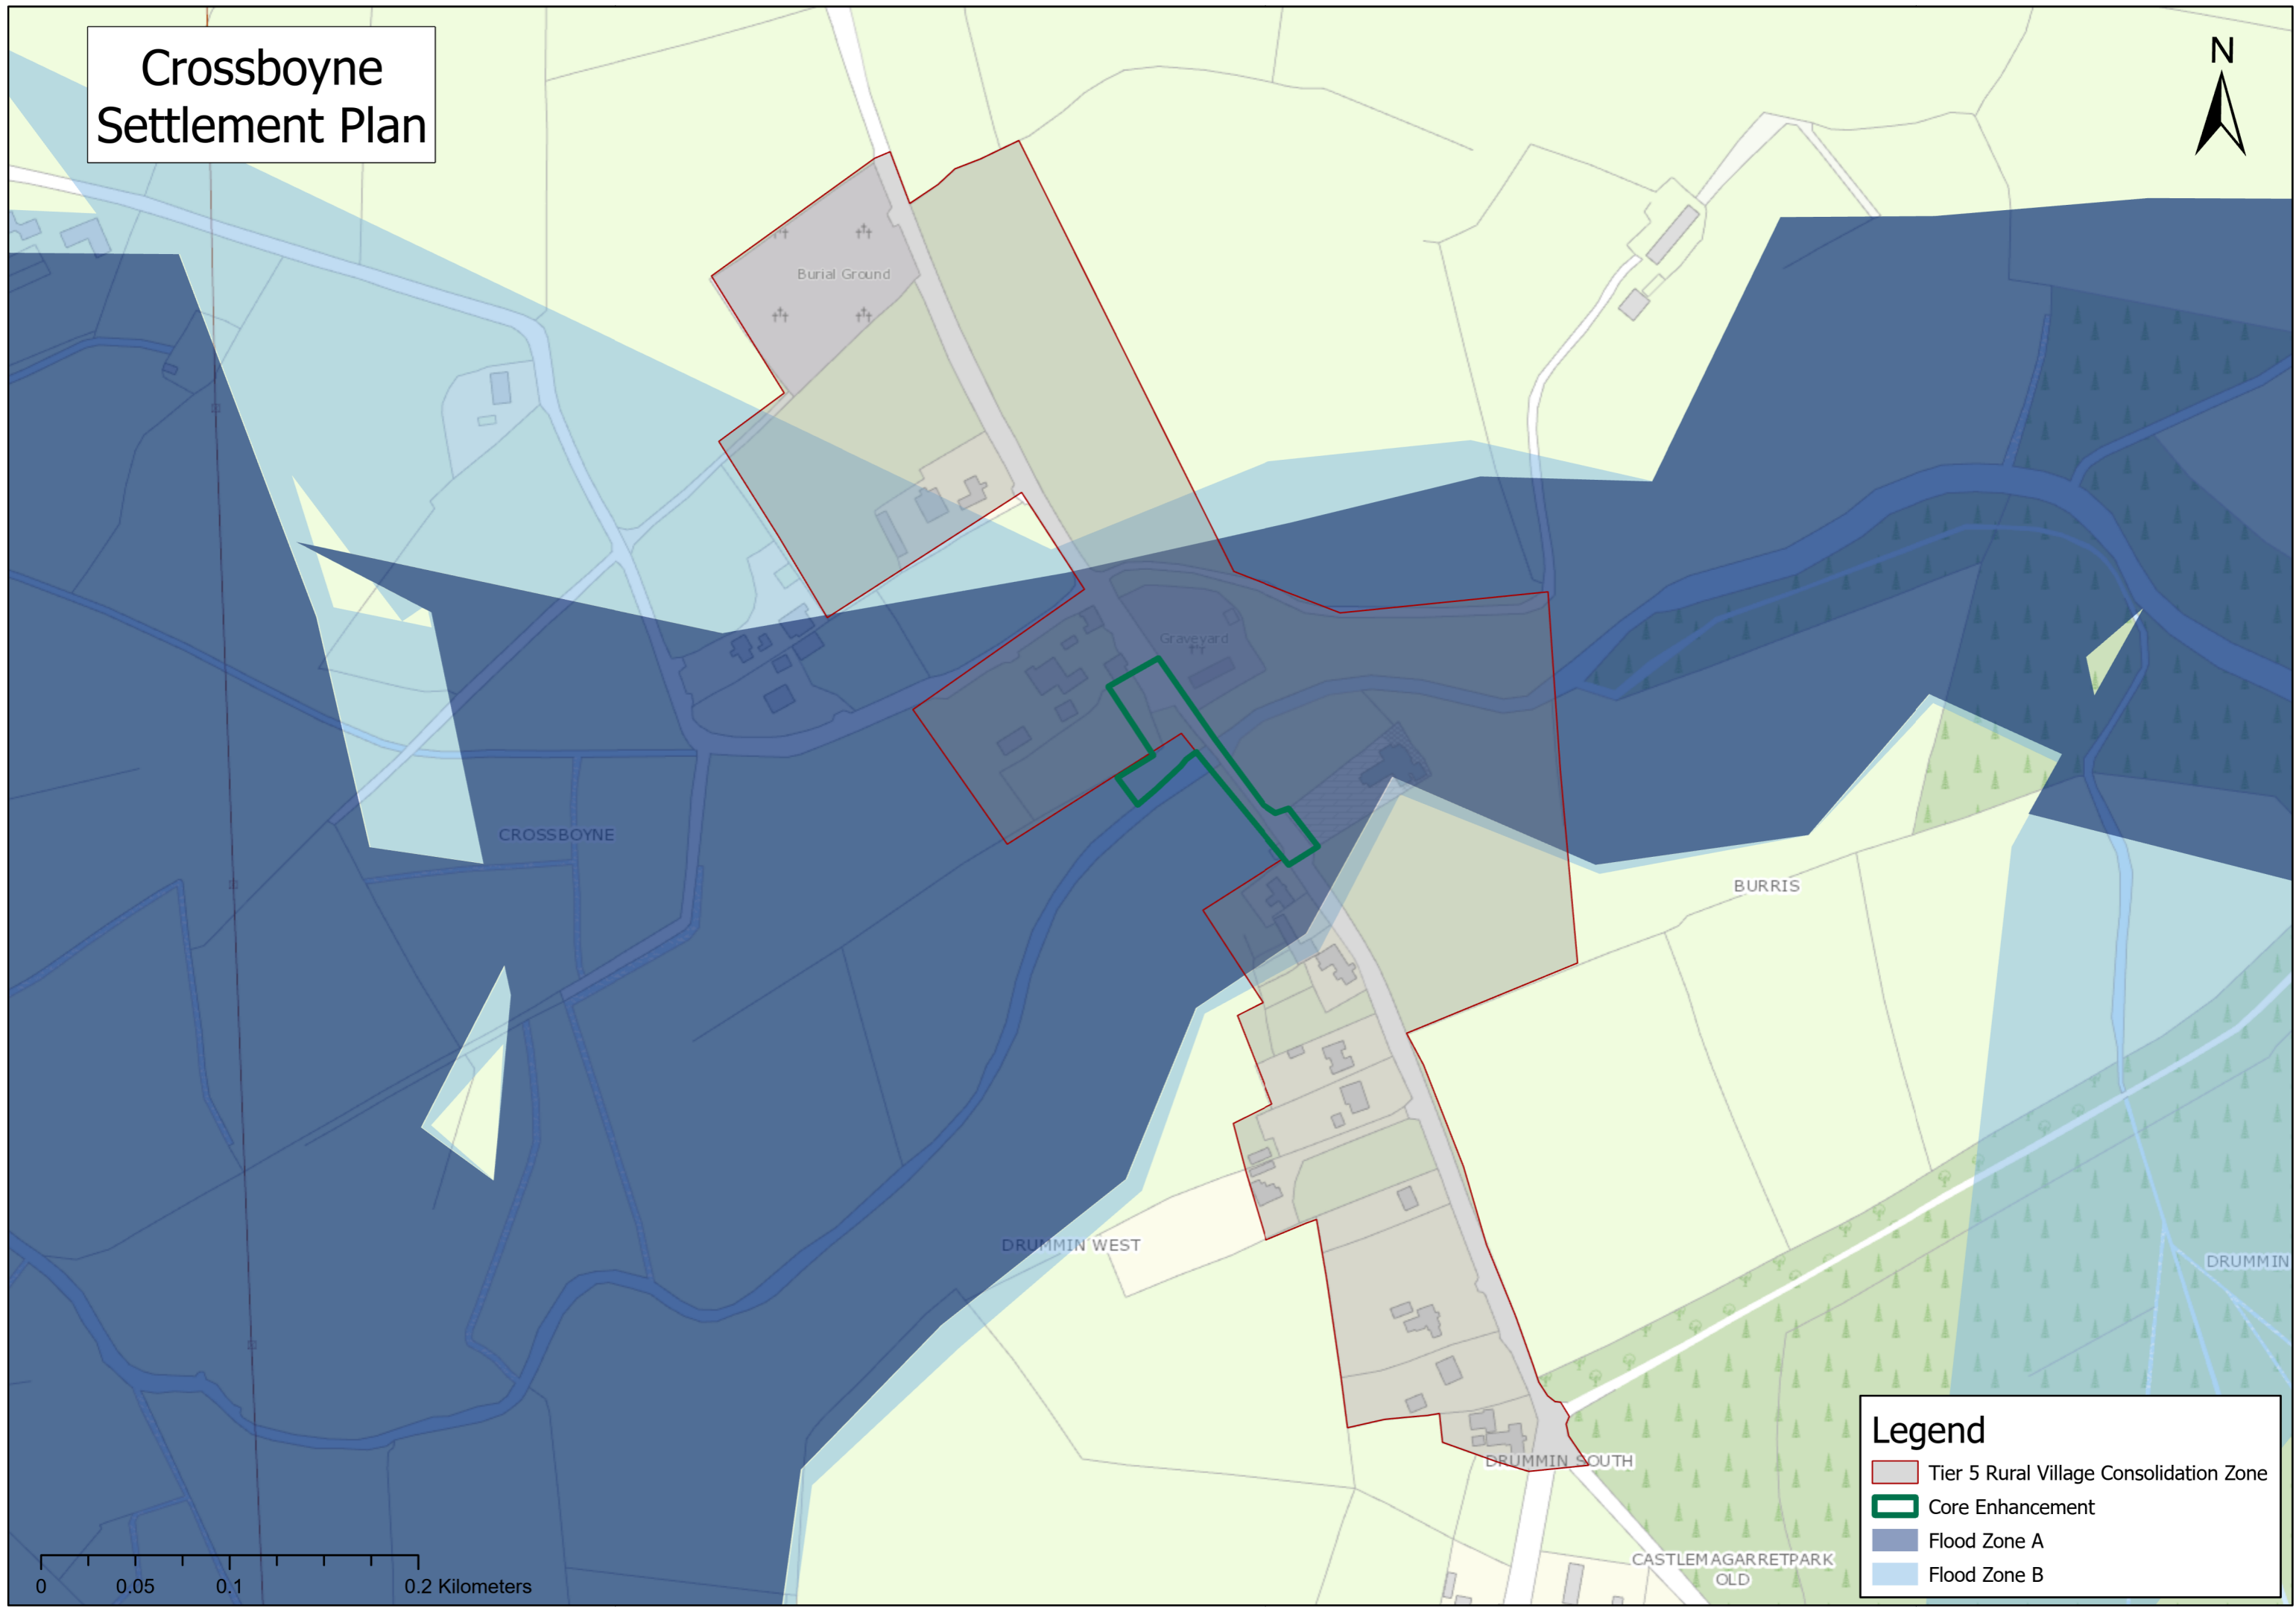 Crossboyne
Settlement Plan
N
Burial Ground
Graveyard
CROSSBOYNE
BURRIS
DRUMMIN WEST
DRUMMIN
DRUMMIN SOUTH
CASTLEMAGARRETPARK
OLD
Legend
Tier 5 Rural Village Consolidation Zone
Core Enhancement
Flood Zone A
Flood Zone B
0 0.05 0.1 0.2 Kilometers